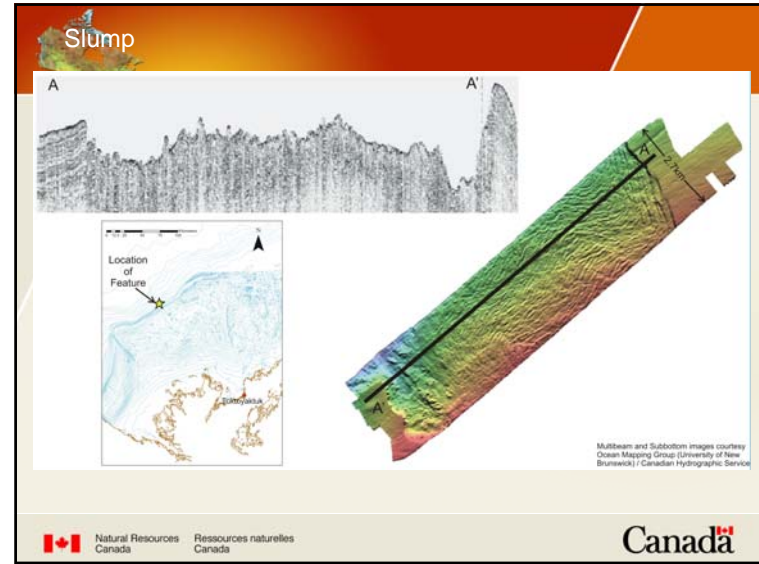 Slump
A
A'
N
Location
of
Feature
Tuktoyaktuk
A
2.7km
A'
Multibeam and Subbottom images courtesy
Ocean Mapping Group (University of New
Brunswick) / Canadian Hydrographic Service
Natural Resources
Canada
Ressources naturelles
Canada
Canada